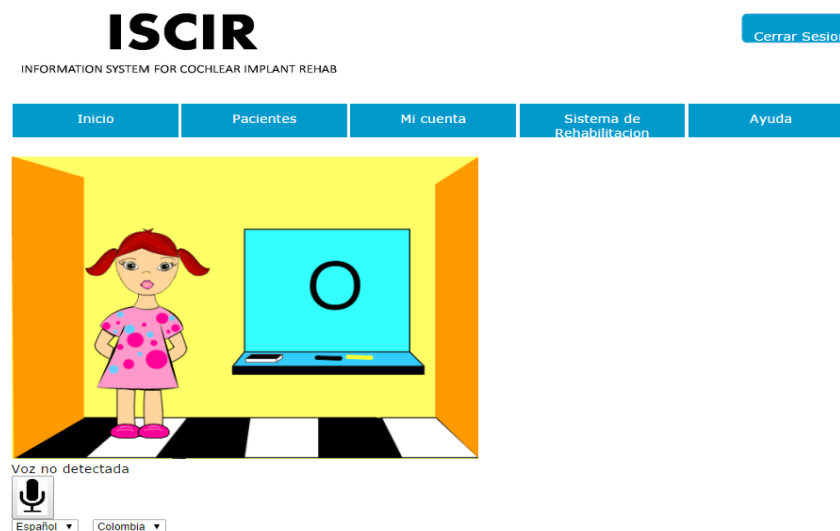 ISCIR
Cerrar Sesion
INFORMATION SYSTEM FOR COCHLEAR IMPLANT REHAB
Inicio
Pacientes
Mi cuenta
Sistema de
Rehabilitacion
Ayuda
O
Voz no detectada
Español
Colombia